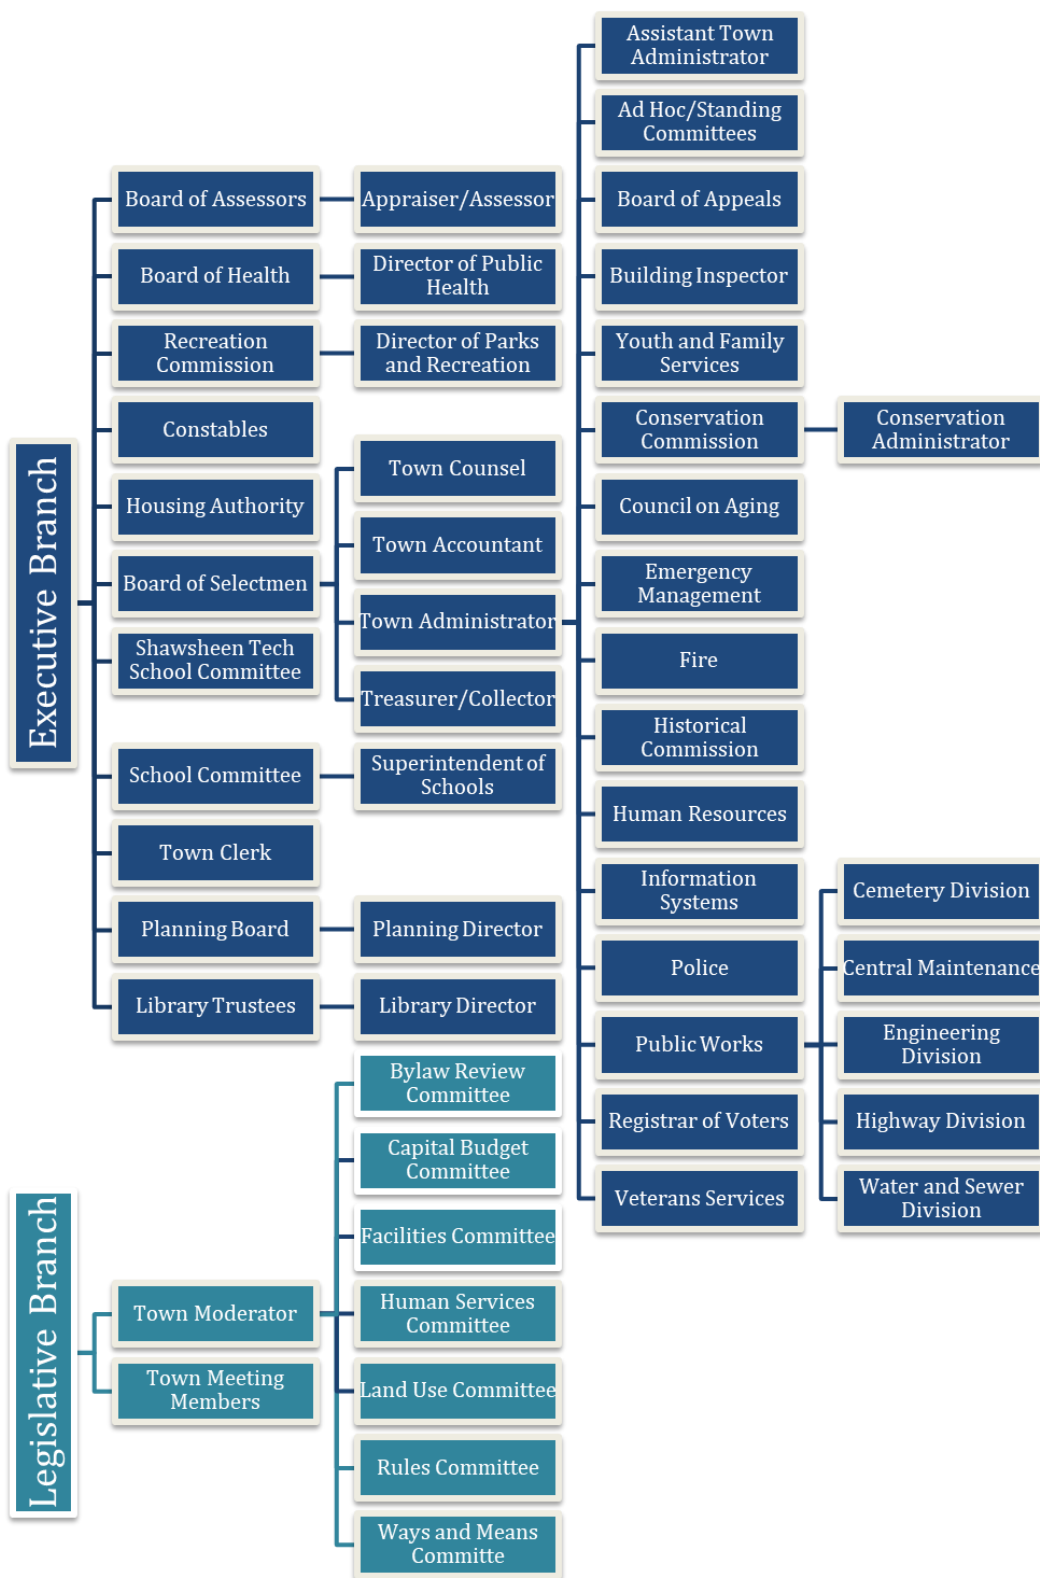 Executive Branch
Board of Assessors
Appraiser/Assessor
Board of Health
Director of Public
Health
Recreation
Commission
Director of Parks
and Recreation
Constables
Housing Authority
Board of Selectmen
Town Counsel
Town Accountant
Town Administrator
Assistant Town
Administrator
Ad Hoc/Standing
Committees
Board of Appeals
Building Inspector
Youth and Family
Services
Conservation
Commission
Conservation
Administrator
Council on Aging
Emergency
Management
Fire
Historical
Commission
Human Resources
Information
Systems
Police
Public Works
Cemetery Division
Central Maintenance
Engineering
Division
Highway Division
Water and Sewer
Division
Registrar of Voters
Veterans Services
Treasurer/Collector
Shawsheen Tech
School Committee
School Committee
Superintendent of
Schools
Town Clerk
Planning Board
Planning Director
Library Trustees
Library Director
Legislative Branch
Town Moderator
Bylaw Review
Committee
Capital Budget
Committee
Facilities Committee
Human Services
Committee
Land Use Committee
Rules Committee
Ways and Means
Committe
Town Meeting
Members